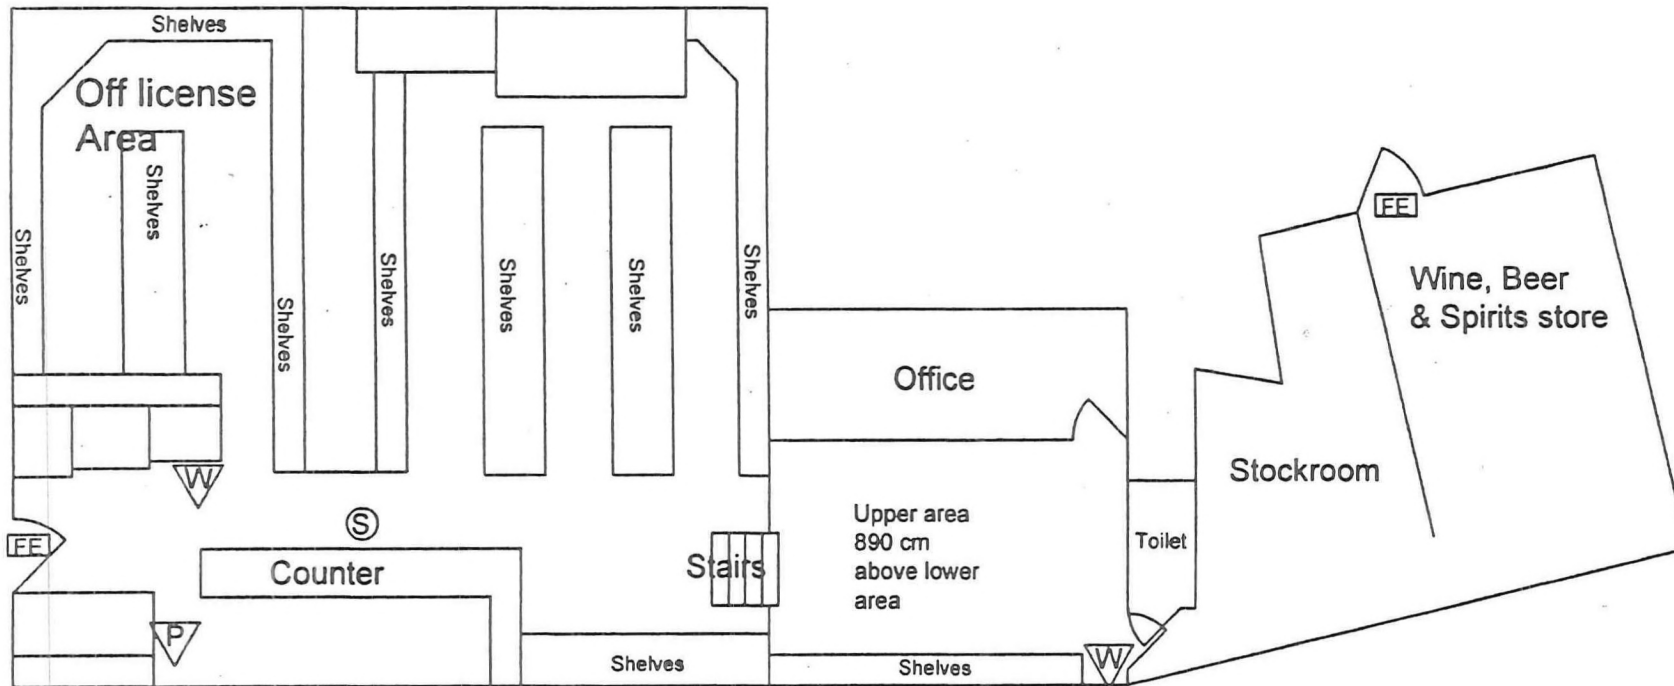 Shelves
Off license
Area
Shelves
Shelves
Shelves
Shelves
Shelves
Shelves
Shelves
FE
Wine, Beer
& Spirits store
Office
Stockroom
W
S
FE
Counter
Stairs
Upper area
890 cm
above lower
area
Toilet
P
Shelves
Shelves
W